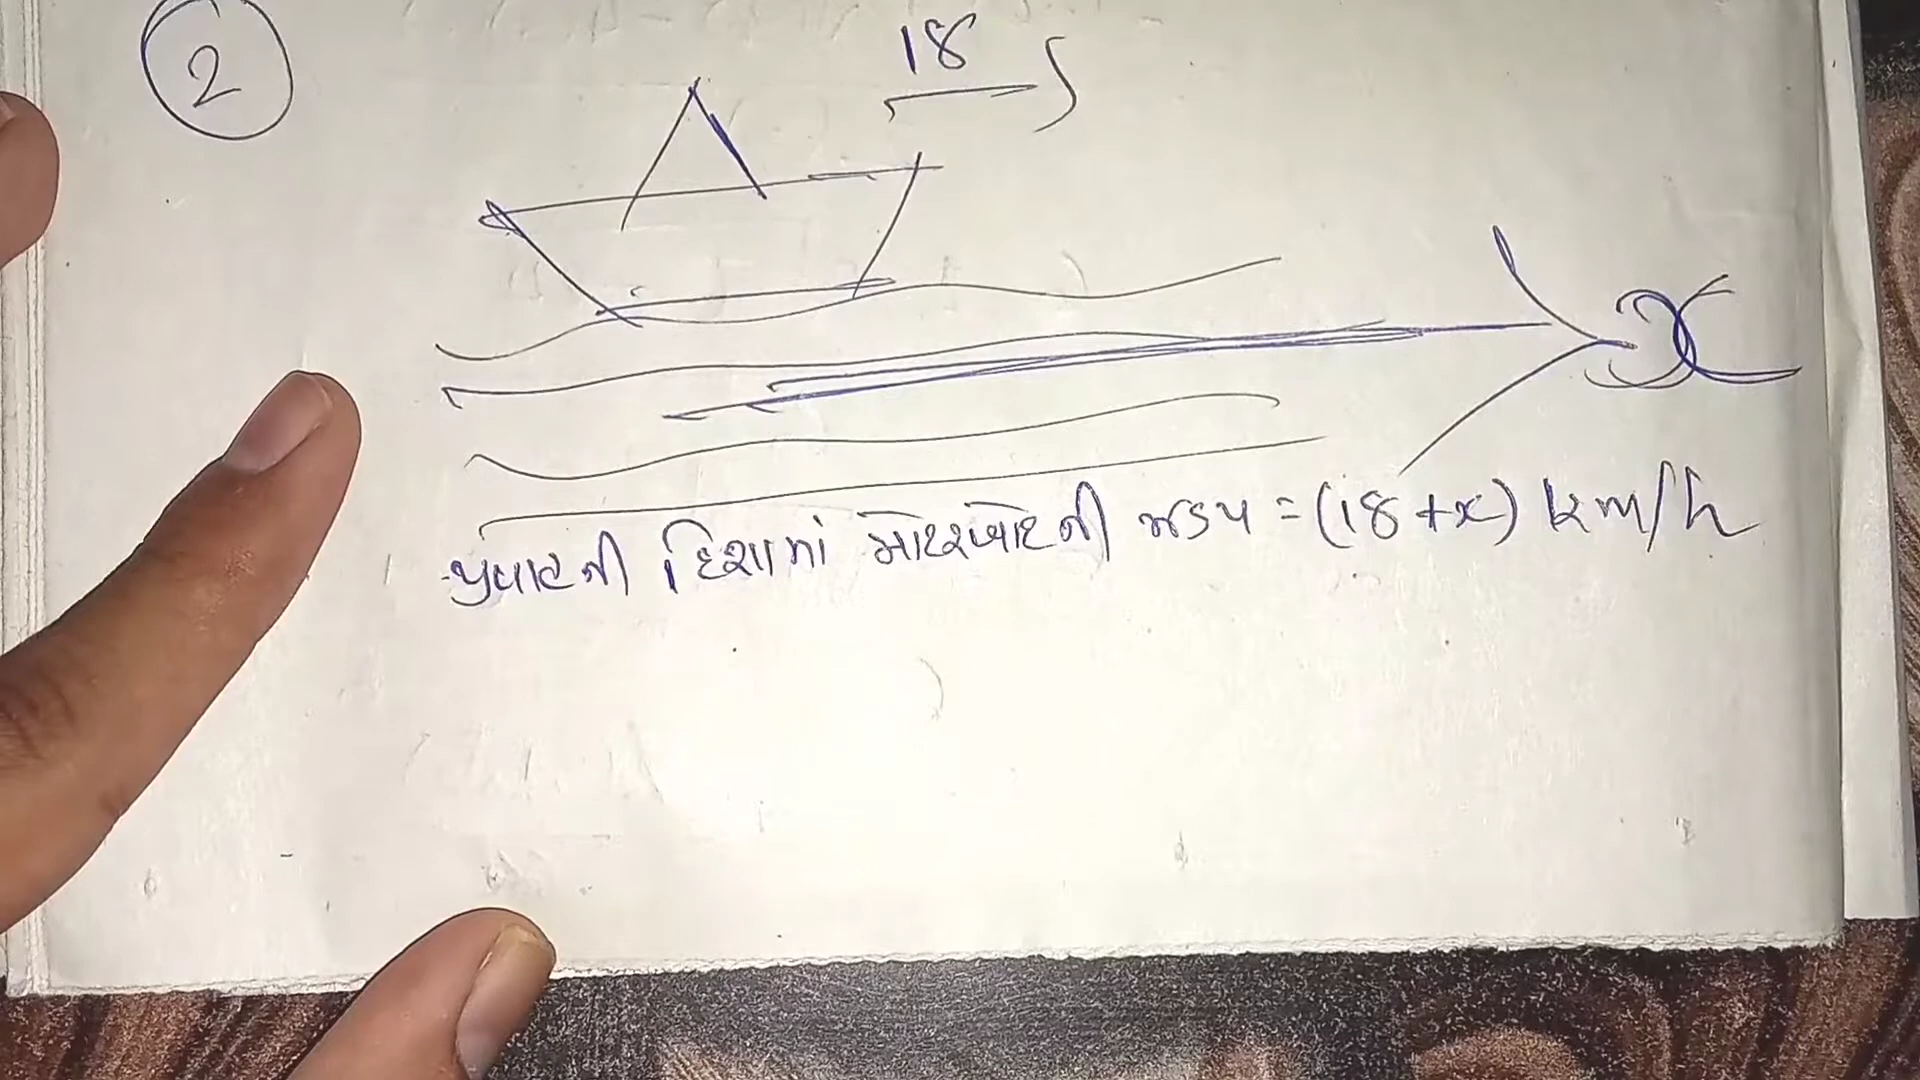 2
18
x
પ્રવાહની દિશામાં મોટરબોટની ઝડપ = (18+x) km/h